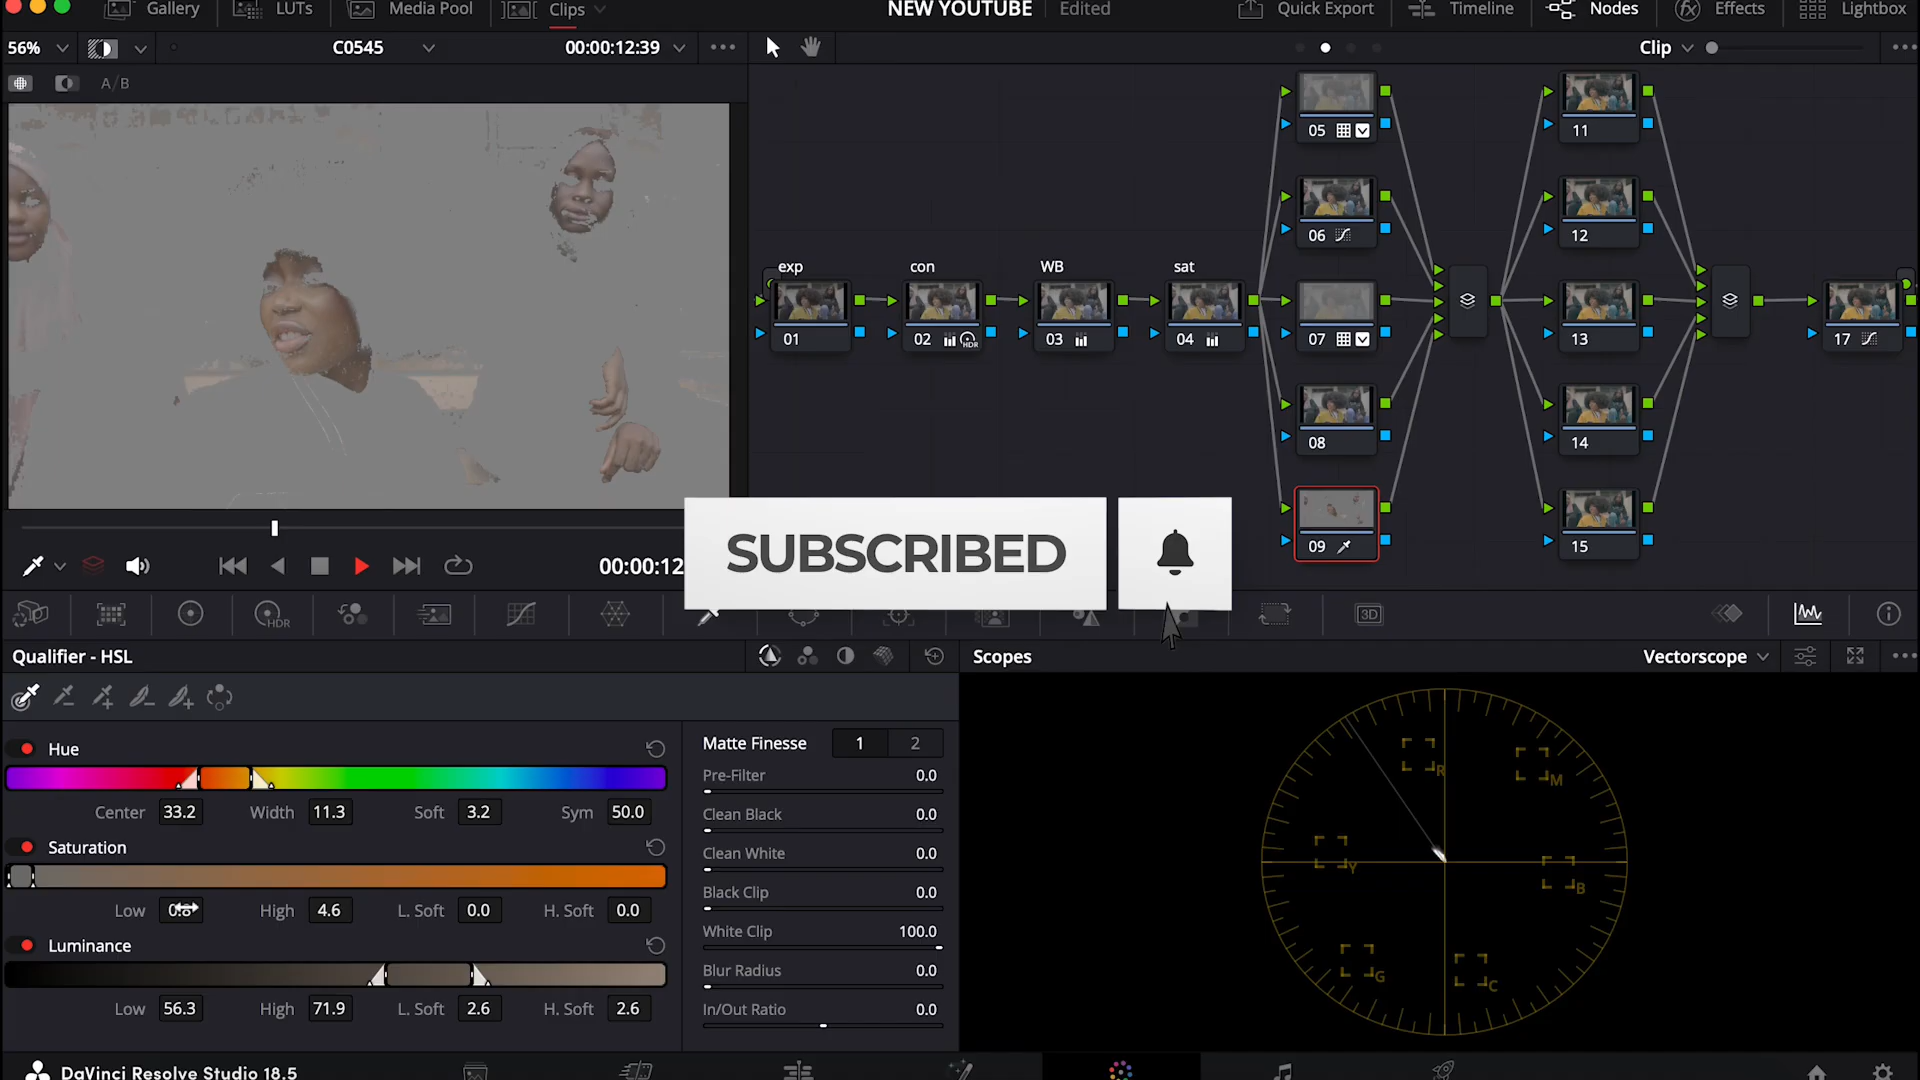 Gallery LUTs Media Pool Clips NEW YOUTUBE Edited Quick Export Timeline Nodes Effects Lightbox
56% C0545 00:00:12:39 Clip
A/B
05 11
06 12
exp con WB sat
01 02 HDR 03 04 07 13 17
08 14
09 15
00:00:12
SUBSCRIBED
HDR 3D
Qualifier - HSL Scopes Vectorscope
Hue
Center 33.2 Width 11.3 Soft 3.2 Sym 50.0
Saturation
Low High 4.6 L. Soft 0.0 H. Soft 0.0
Luminance
Low 56.3 High 71.9 L. Soft 2.6 H. Soft 2.6
Matte Finesse 1 2
Pre-Filter 0.0
Clean Black 0.0
Clean White 0.0
Black Clip 0.0
White Clip 100.0
Blur Radius 0.0
In/Out Ratio 0.0
R M
Y B
G C
DaVinci Resolve Studio 18.5